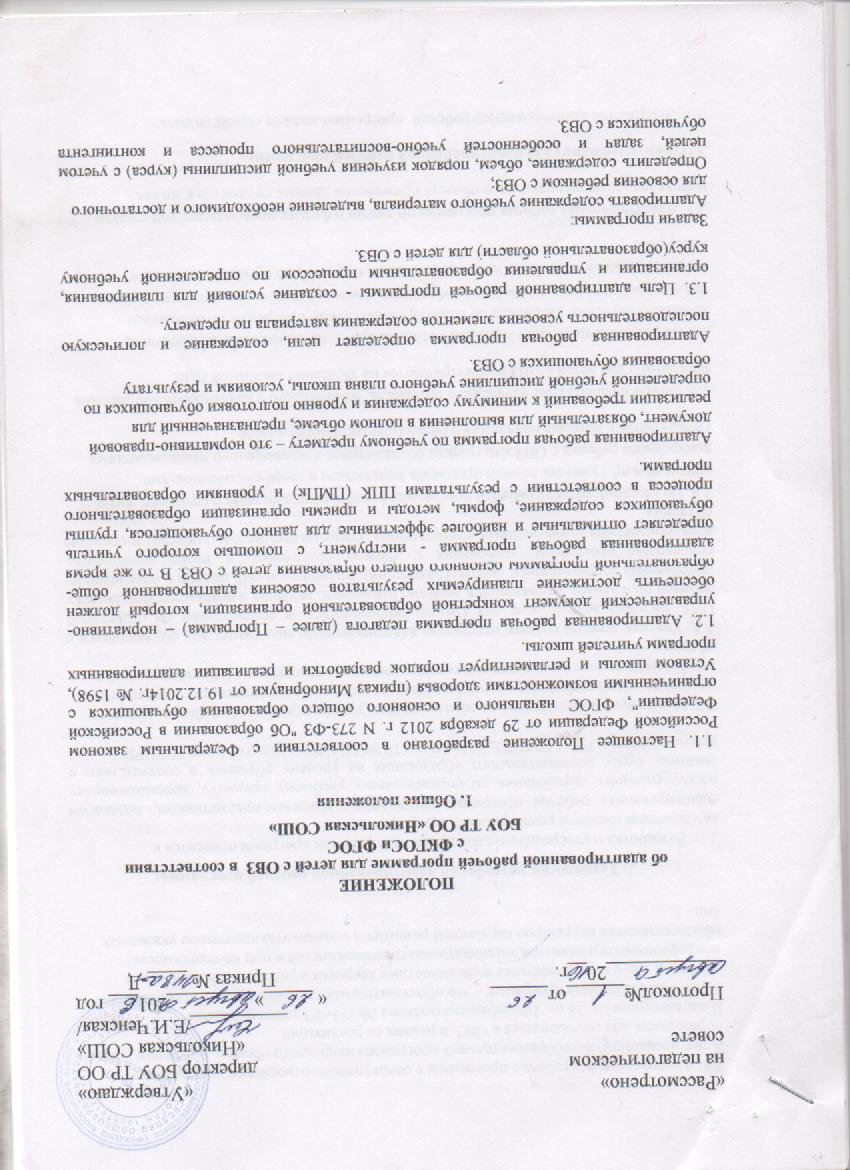 «Рассмотрено»
на педагогическом
совете
Протокол№ 1 от 26
августа 2016г.
«Утверждаю»
директор БОУ ТР ОО
«Никольская СОШ»
/Е.И.Ченская/
« 26 » августа 2016 год
Приказ № -Д
ПОЛОЖЕНИЕ
об адаптированной рабочей программе для детей с ОВЗ в соответствии
с ФКГОСи ФГОС
БОУ ТР ОО «Никольская СОШ»
1. Общие положения
1.1. Настоящее Положение разработано в соответствии с Федеральным законом
Российской Федерации от 29 декабря 2012 г. N 273-ФЗ "Об образовании в Российской
Федерации", ФГОС начального и основного общего образования обучающихся с
ограниченными возможностями здоровья (приказ Минобрнауки от 19.12.2014г. № 1598),
Уставом школы и регламентирует порядок разработки и реализации адаптированных
программ учителей школы.
1.2. Адаптированная рабочая программа педагога (далее – Программа) – нормативно-
управленческий документ конкретной образовательной организации, который должен
обеспечить достижение планируемых результатов освоения адаптированной обще-
образовательной программы основного общего образования детей с ОВЗ. В то же время
адаптированная рабочая программа - инструмент, с помощью которого учитель
определяет оптимальные и наиболее эффективные для данного обучающегося, группы
обучающихся содержание, формы, методы и приемы организации образовательного
процесса в соответствии с результатами ППК (ПМПк) и уровнями образовательных
программ.
Адаптированная рабочая программа по учебному предмету – это нормативно-правовой
документ, обязательный для выполнения в полном объеме, предназначенный для
реализации требований к минимуму содержания и уровню подготовки обучающихся по
определенной учебной дисциплине учебного плана школы, условиям и результату
образования обучающихся с ОВЗ.
Адаптированная рабочая программа определяет цели, содержание и логическую
последовательность усвоения элементов содержания материала по предмету.
1.3. Цель адаптированной рабочей программы - создание условий для планирования,
организации и управления образовательным процессом по определенной учебному
курсу(образовательной области) для детей с ОВЗ.
Задачи программы:
Адаптировать содержание учебного материала, выделение необходимого и достаточного
для освоения ребенком с ОВЗ;
Определить содержание, объем, порядок изучения учебной дисциплины (курса) с учетом
целей, задач и особенностей учебно-воспитательного процесса и контингента
обучающихся с ОВЗ.